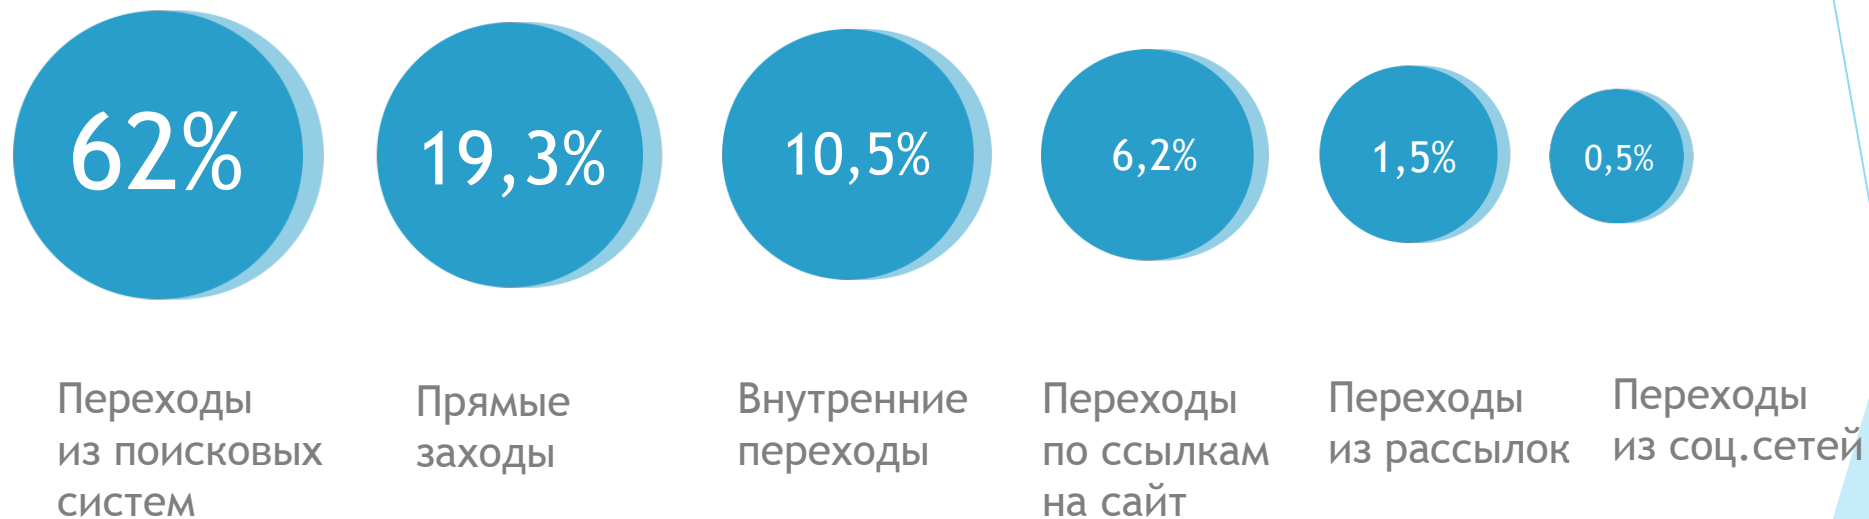 62%
19,3%
10,5%
6,2%
1,5%
0,5%
Переходы
из поисковых
систем
Прямые
заходы
Внутренние
переходы
Переходы
по ссылкам
на сайт
Переходы
из рассылок
Переходы
из соц.сетей